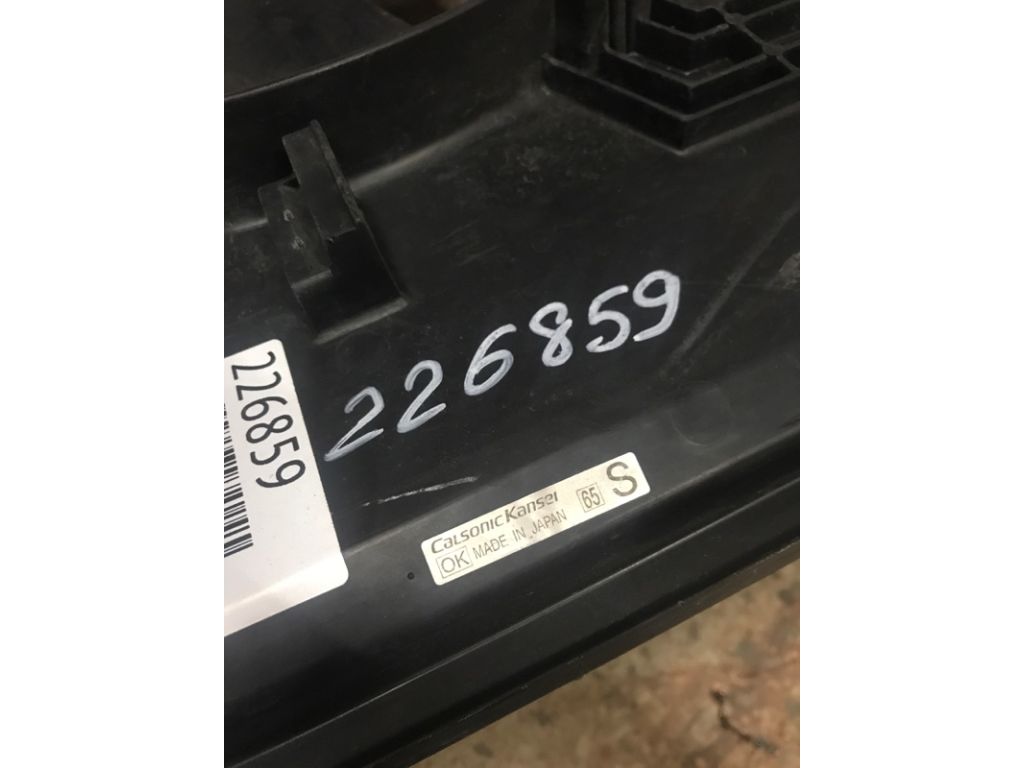 226859
226859
CalsonicKansei
OK MADE IN JAPAN 65 S